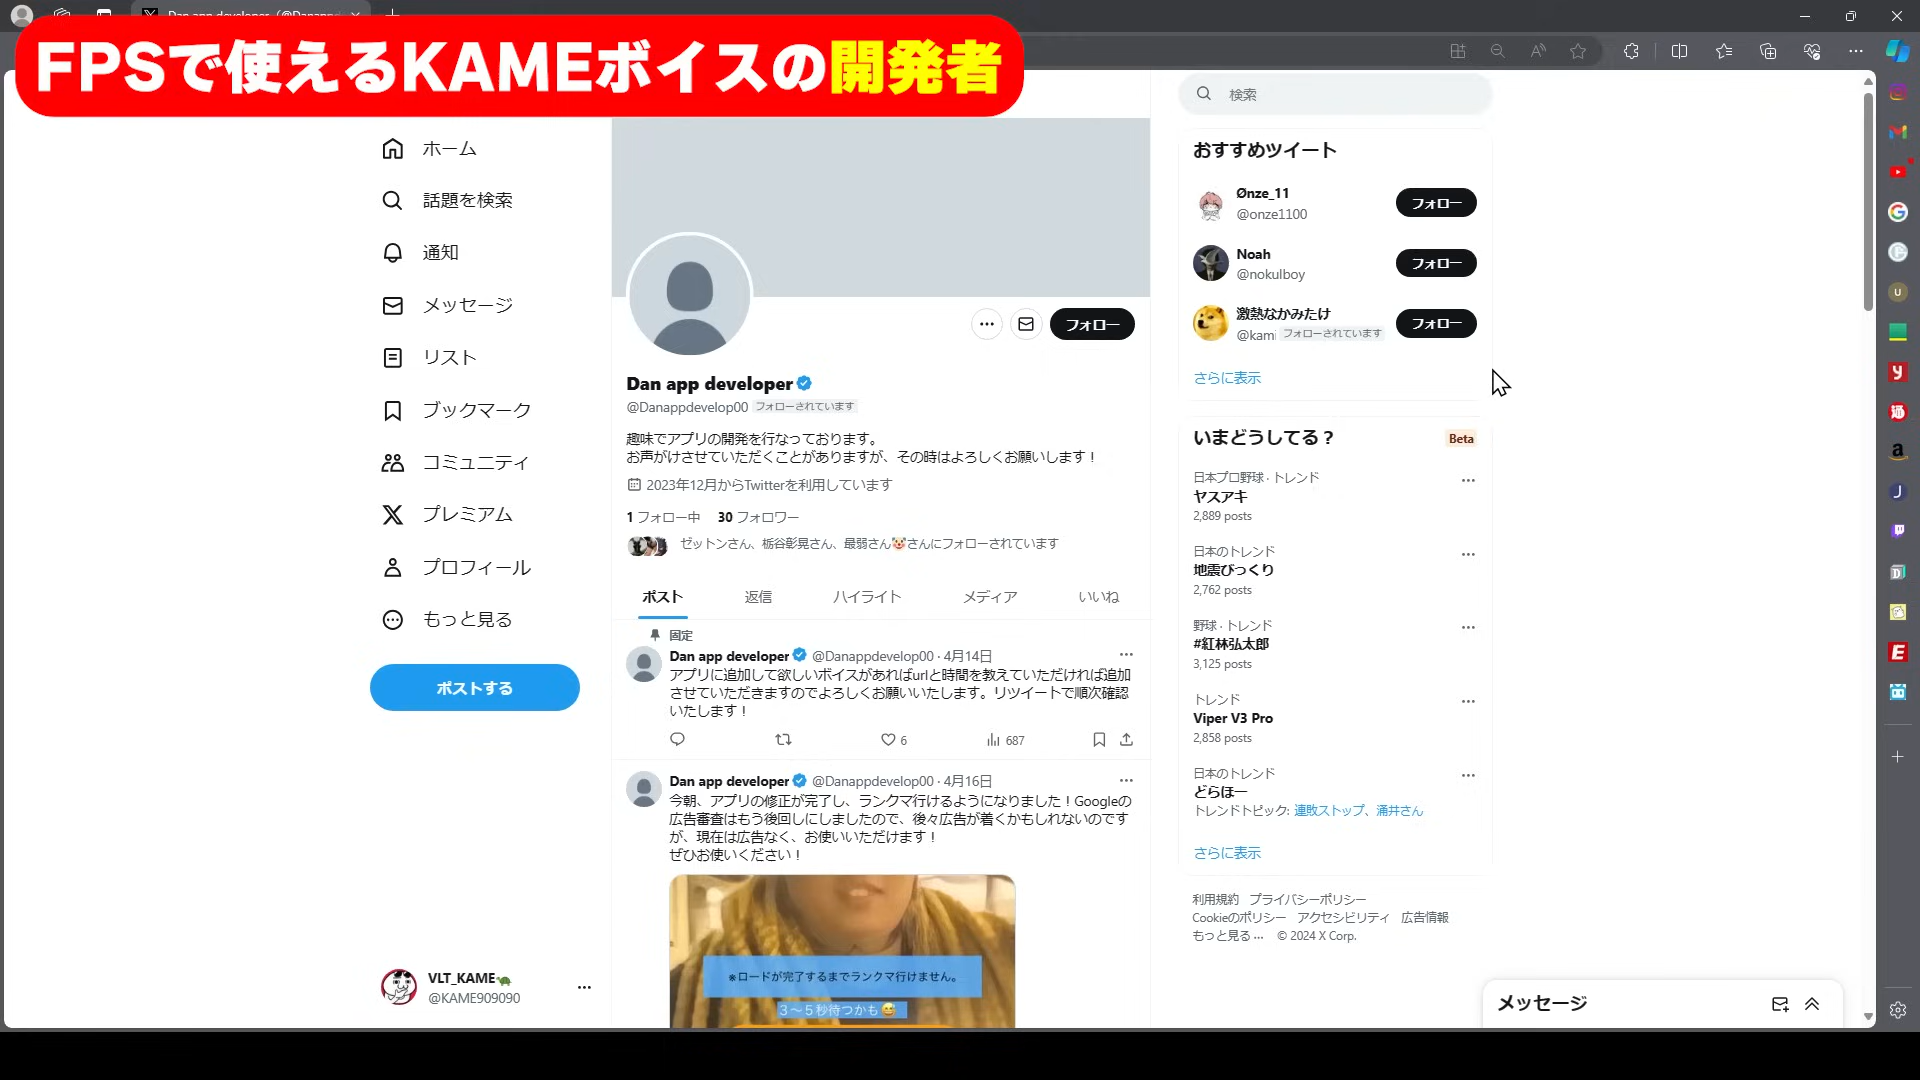 FPSで使えるKAMEボイスの開発者
ホーム
話題を検索
通知
メッセージ
リスト
ブックマーク
コミュニティ
プレミアム
プロフィール
もっと見る
ポストする
VLT_KAME🐢
@KAME909090
フォロー
Dan app developer
@Danappdevelop00 フォローされています
趣味でアプリの開発を行なっております。
お声がけさせていただくことがありますが、その時はよろしくお願いします！
2023年12月からTwitterを利用しています
1 フォロー中 30 フォロワー
ゼットンさん、栃谷彰晃さん、最弱さん🤡さんにフォローされています
ポスト 返信 ハイライト メディア いいね
固定
Dan app developer @Danappdevelop00 · 4月14日
アプリに追加して欲しいボイスがあればurlと時間を教えていただければ追加
させていただきますのでよろしくお願いいたします。リツイートで順次確認
いたします！
6 687
Dan app developer @Danappdevelop00 · 4月16日
今朝、アプリの修正が完了し、ランクマ行けるようになりました！Googleの
広告審査はもう後回しにしましたので、後々広告が着くかもしれないのです
が、現在は広告なく、お使いいただけます！
ぜひお使いください！
※ロードが完了するまでランクマ行けません。
３〜５秒待つかも😅
検索
おすすめツイート
Ønze_11
@onze1100
フォロー
Noah
@nokulboy
フォロー
激熱なかみたけ
@kami フォローされています
フォロー
さらに表示
いまどうしてる？ Beta
日本プロ野球 · トレンド
ヤスアキ
2,889 posts
日本のトレンド
地震びっくり
2,762 posts
野球 · トレンド
#紅林弘太郎
3,125 posts
トレンド
Viper V3 Pro
2,858 posts
日本のトレンド
どらほー
トレンドトピック: 連敗ストップ、涌井さん
さらに表示
利用規約 プライバシーポリシー
Cookieのポリシー アクセシビリティ 広告情報
もっと見る … © 2024 X Corp.
メッセージ